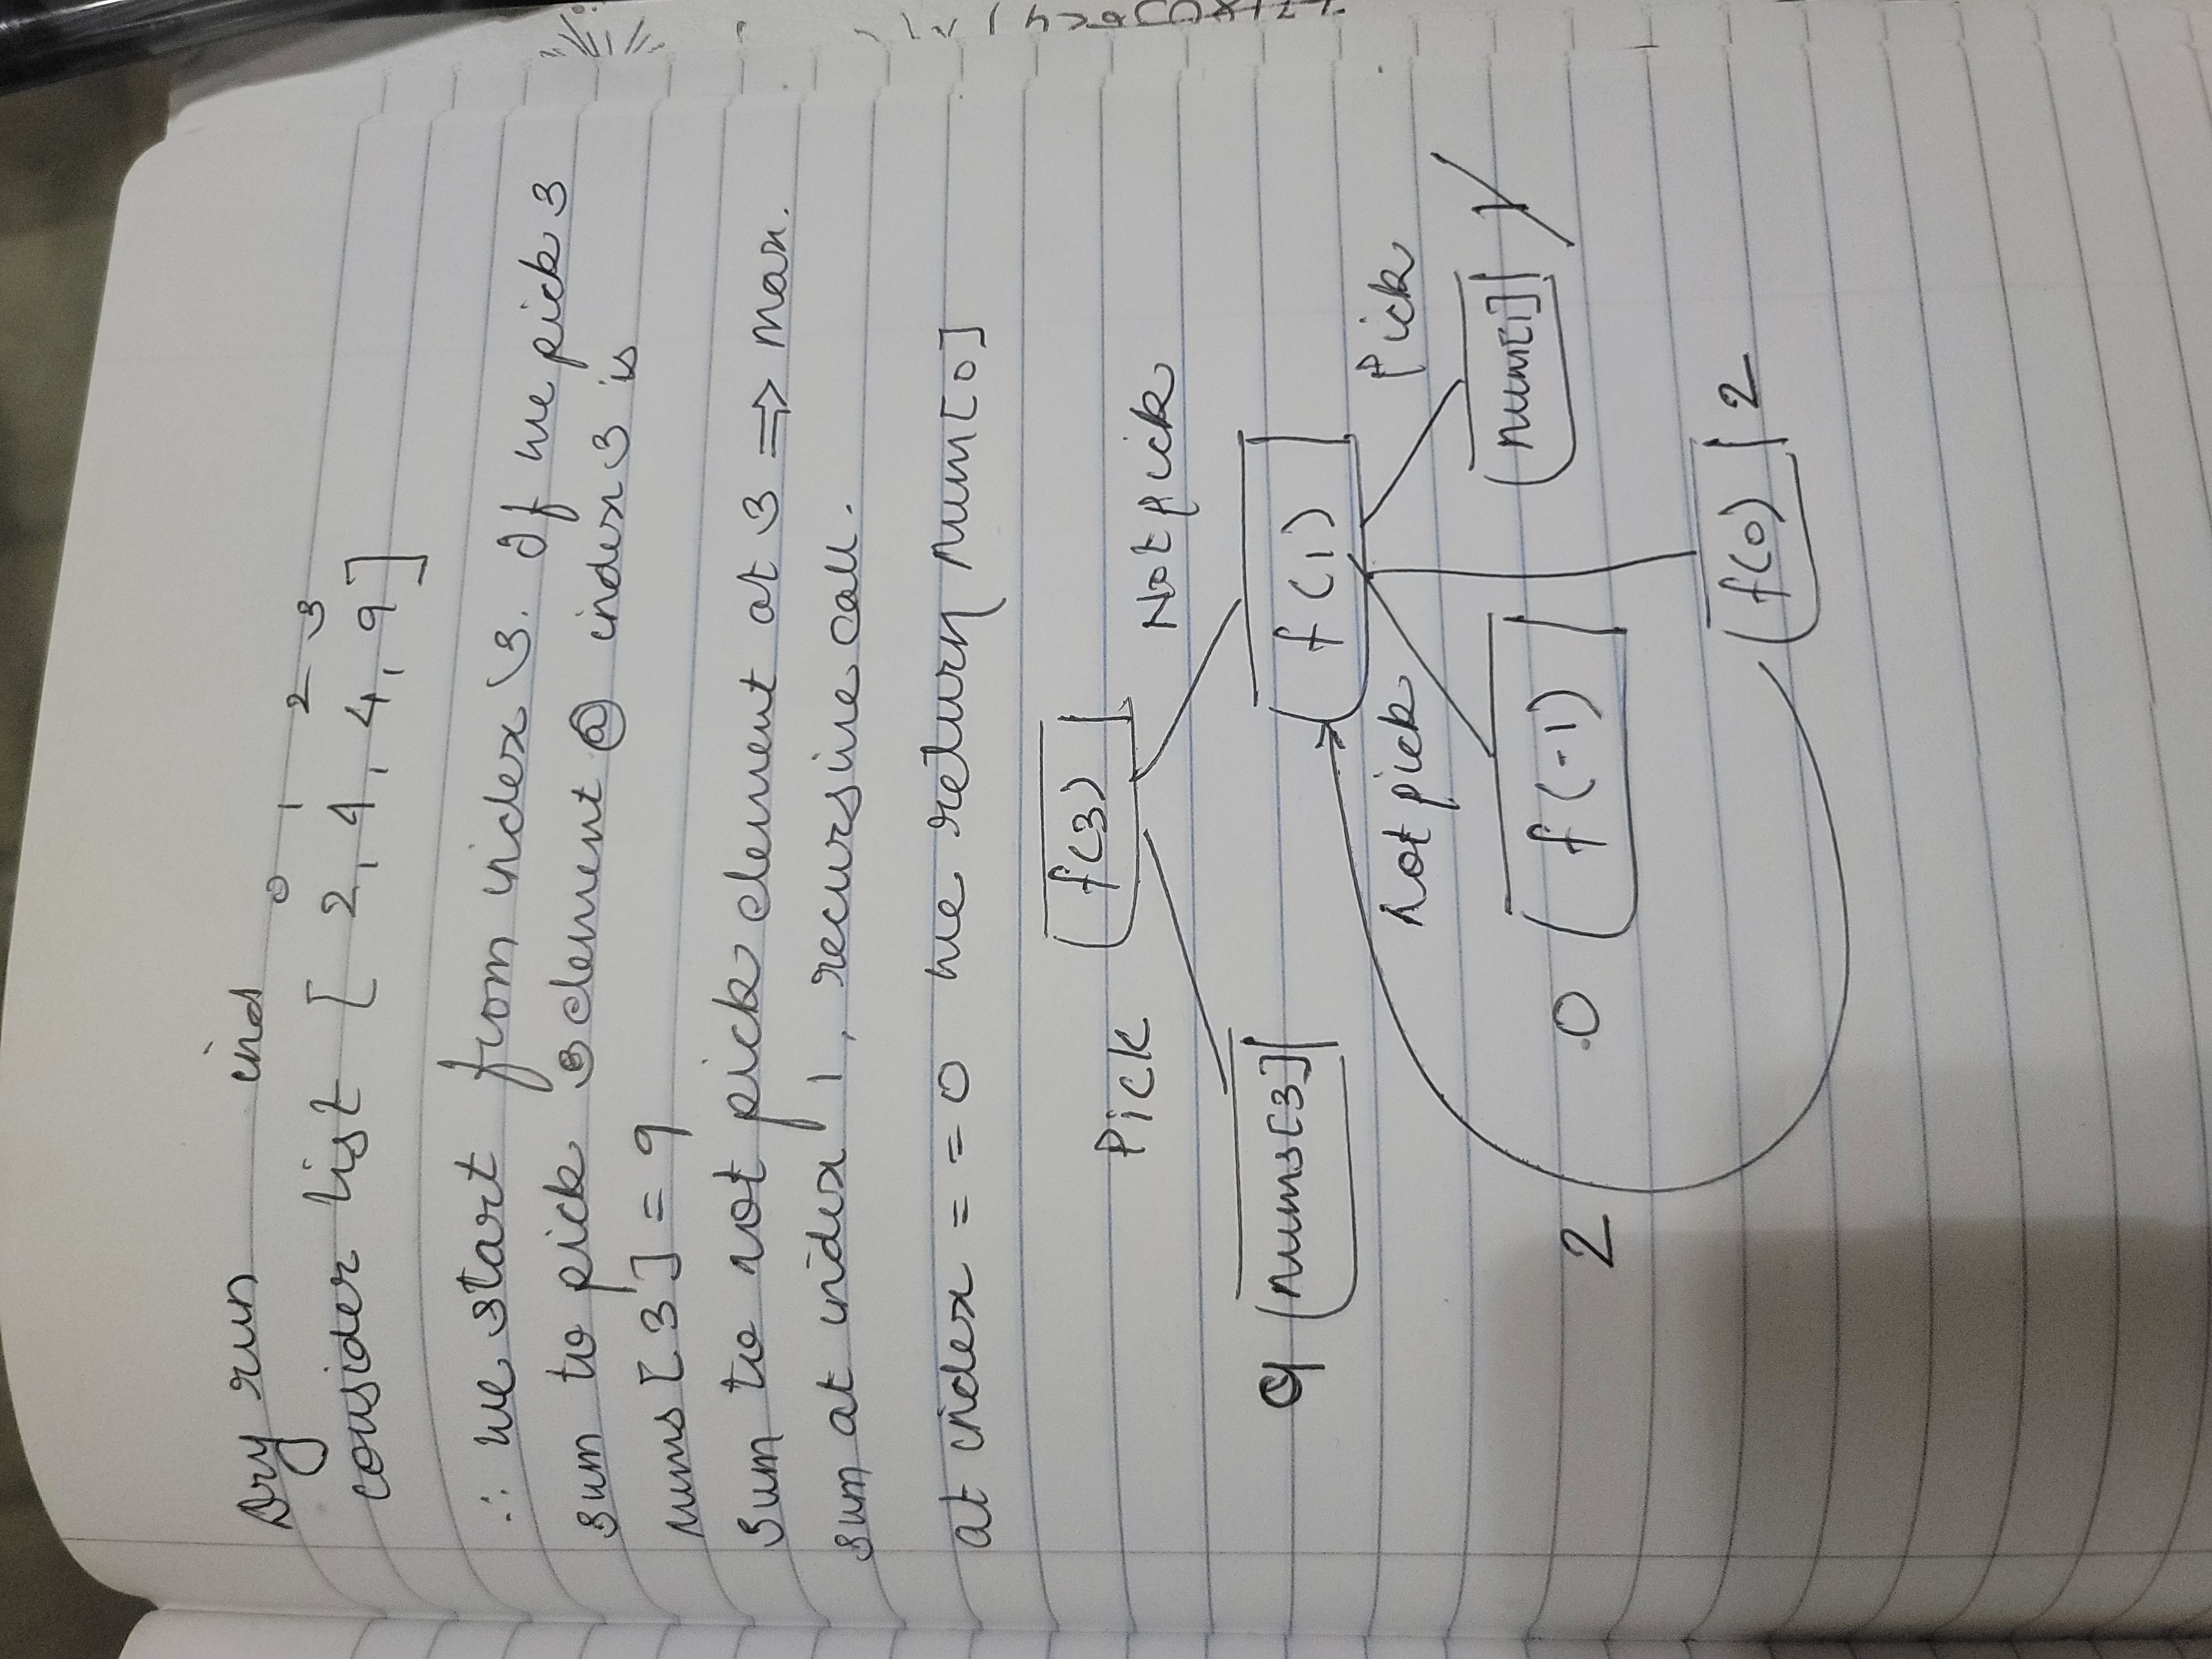 Dry run ind
0 1 2 3
consider list [ 2, 1, 4, 9]
∴ we start from index 3. If we pick 3
sum to pick element @ index 3 is
nums [3] = 9
sum to not pick element at 3 ⇒ max.
sum at index 1, recursive call.
at index = = 0 we return num[0]
f(3)
Pick
Not pick
9 nums[3]
f(1)
Not pick
Pick
num[1]
2 0 f(-1)
f(0) 2